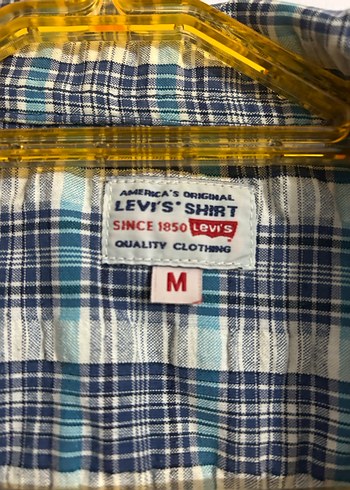 AMERICA'S ORIGINAL
LEVI'S® SHIRT
SINCE 1850 LEVI'S
QUALITY CLOTHING
M